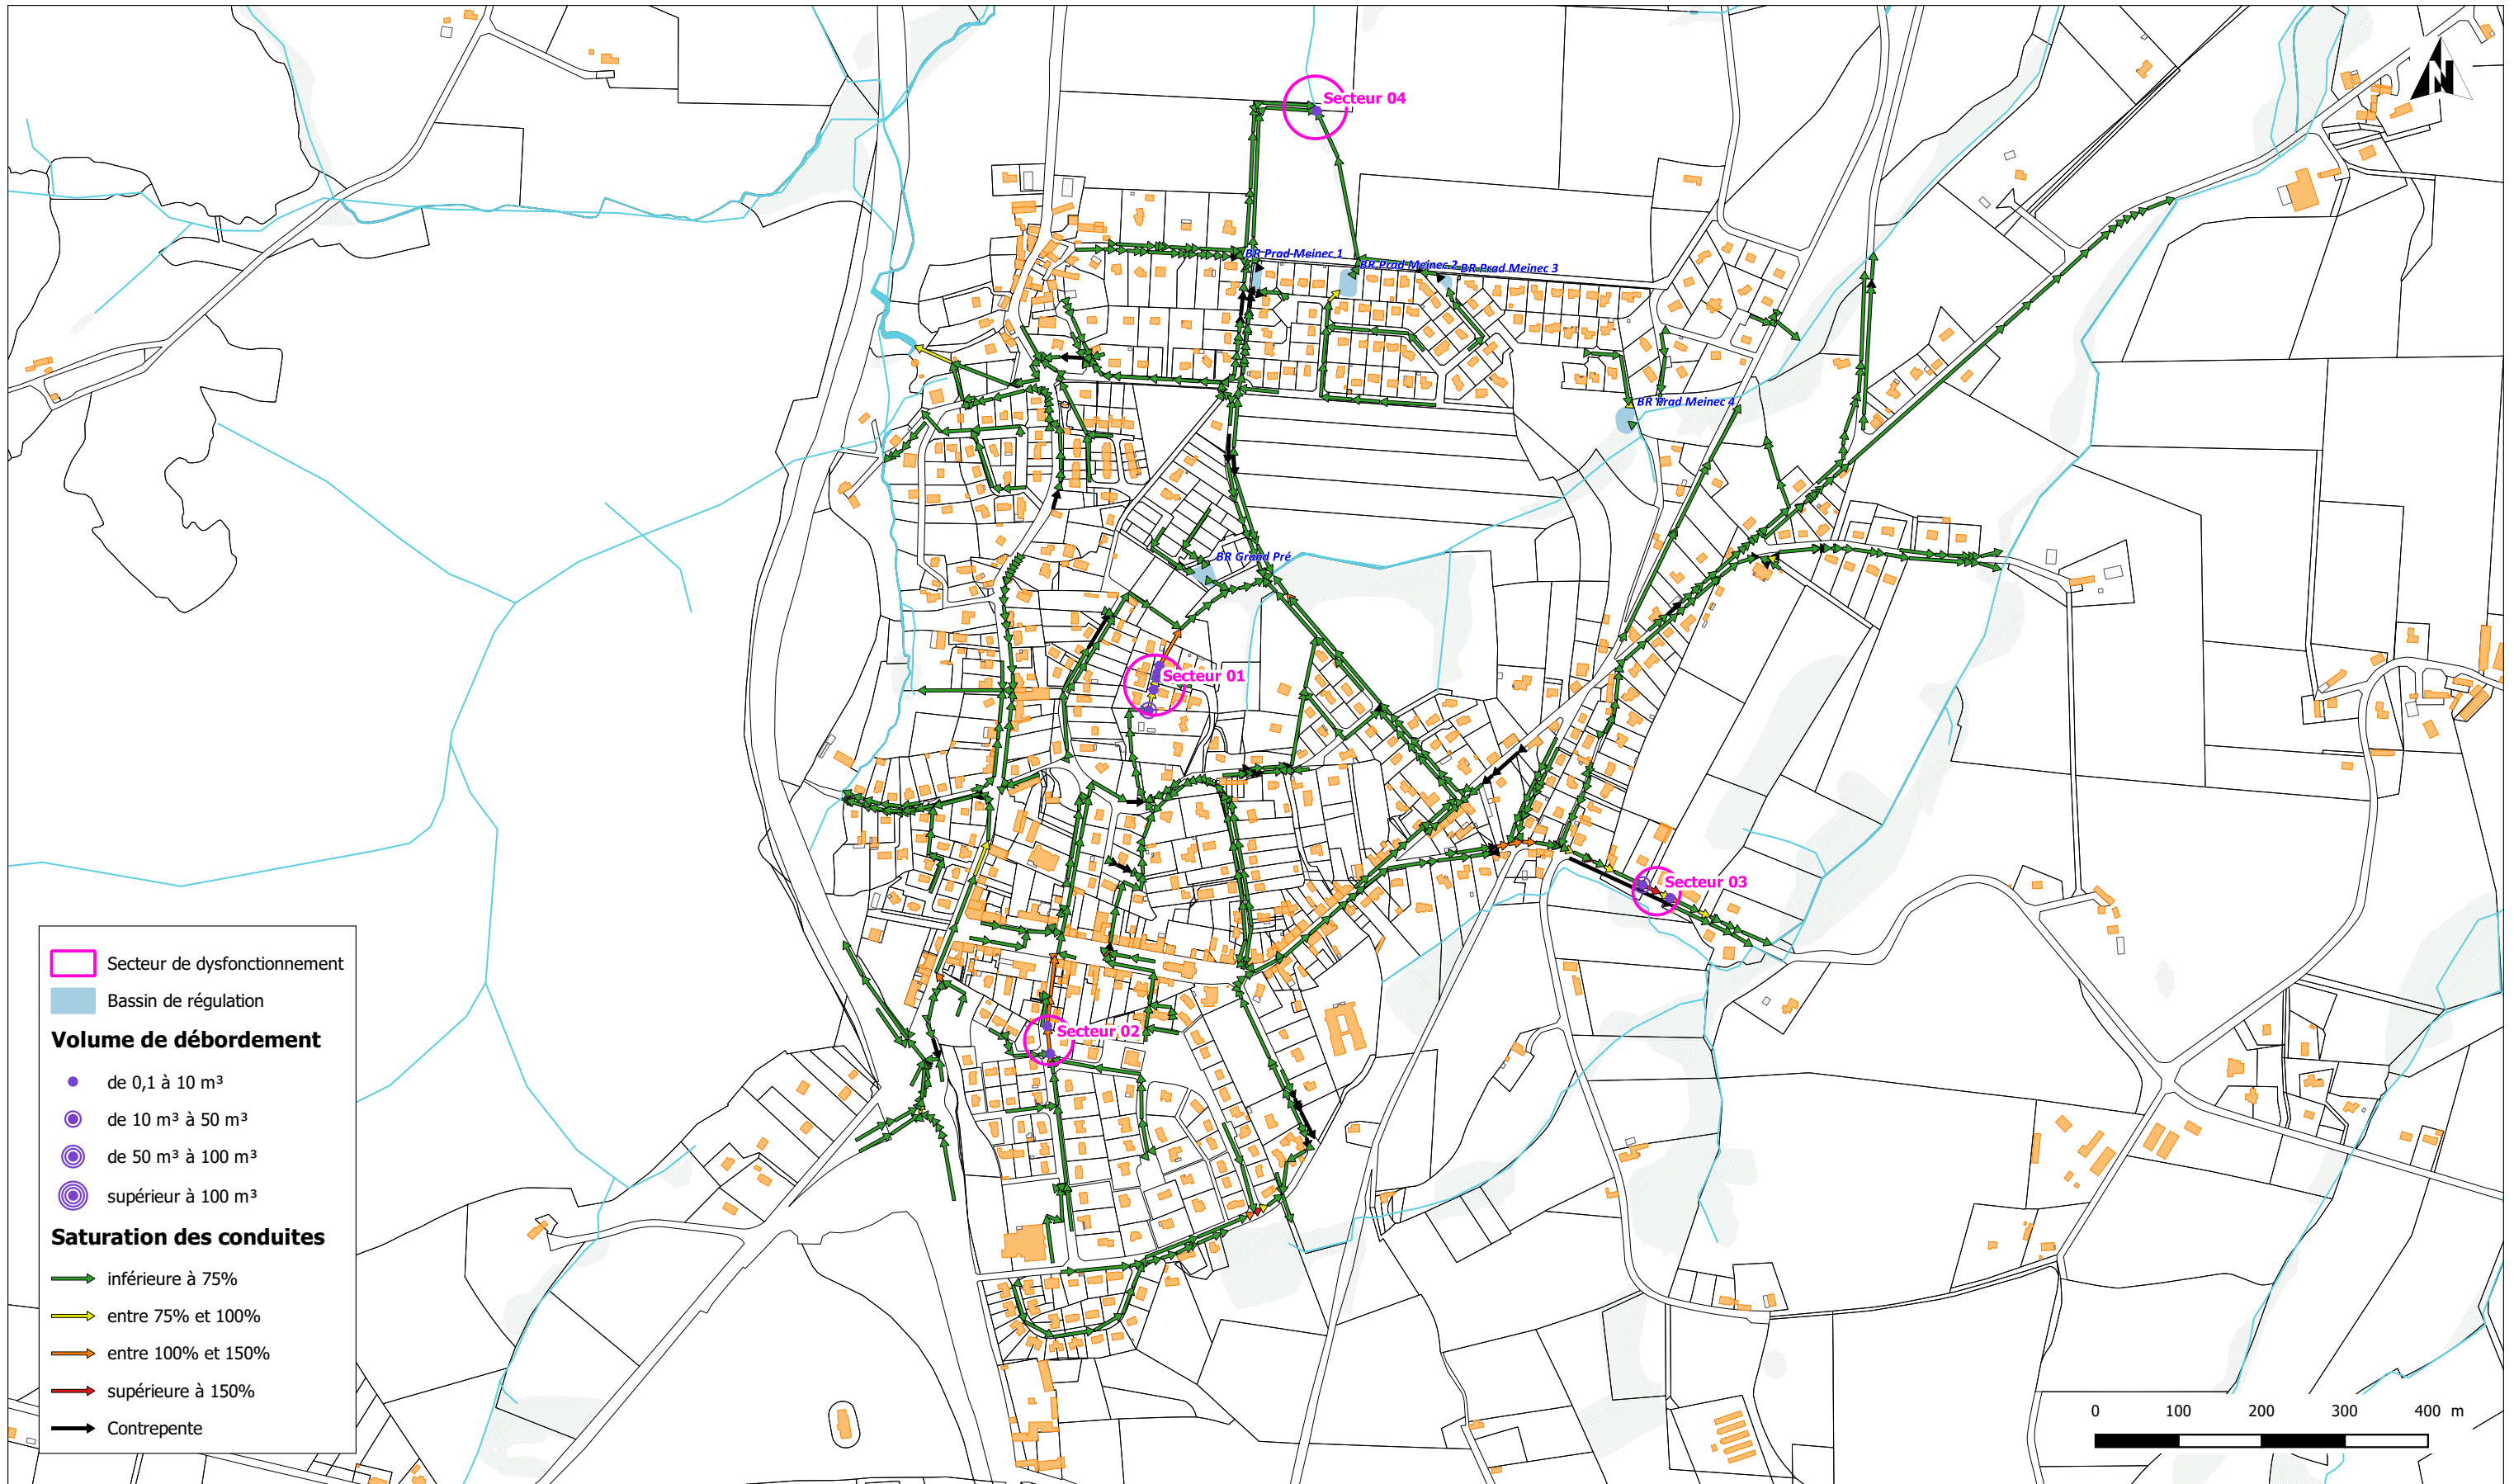 N
Secteur 04
BR Prad Meinec 1
BR Prad Meinec 2
BR Prad Meinec 3
BR Prad Meinec 4
BR Grand Pré
Secteur 01
Secteur 03
Secteur 02
Secteur de dysfonctionnement
Bassin de régulation
Volume de débordement
de 0,1 à 10 m³
de 10 m³ à 50 m³
de 50 m³ à 100 m³
supérieur à 100 m³
Saturation des conduites
inférieure à 75%
entre 75% et 100%
entre 100% et 150%
supérieure à 150%
Contrepente
0 100 200 300 400 m